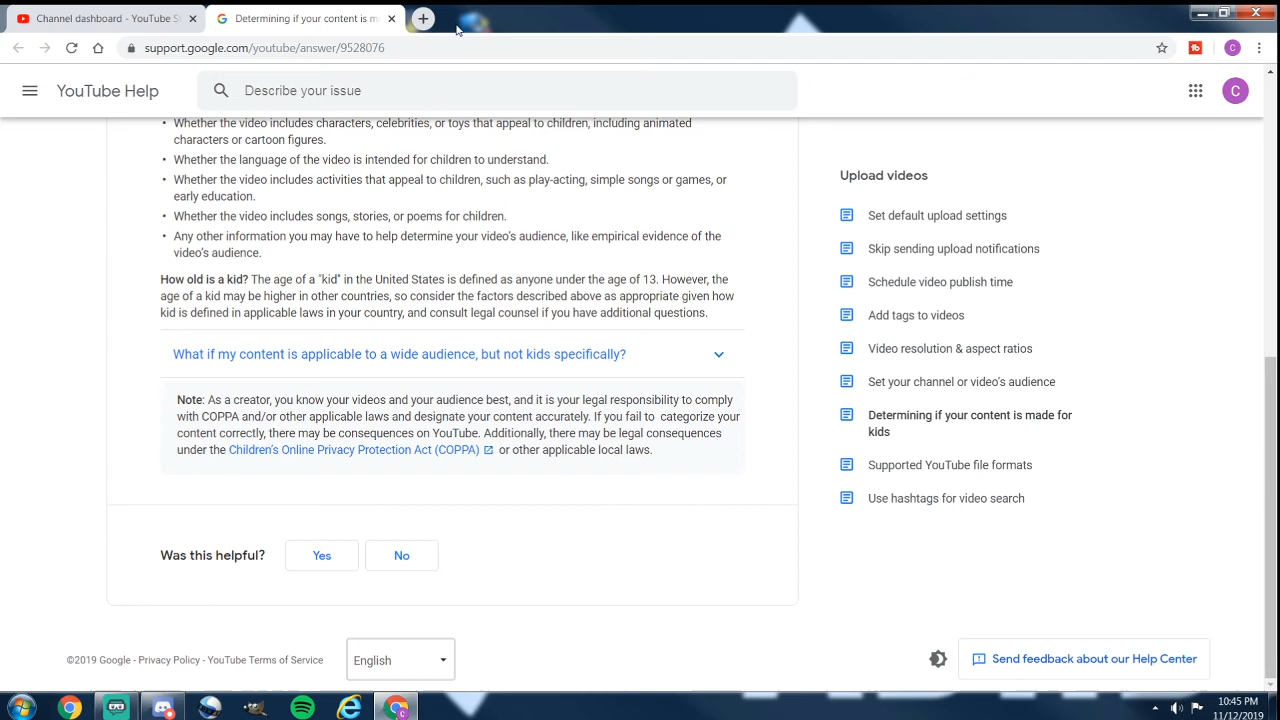 Channel dashboard - YouTube S
Determining if your content is m
support.google.com/youtube/answer/9528076
C
YouTube Help
Describe your issue
C
• Whether the video includes characters, celebrities, or toys that appeal to children, including animated
characters or cartoon figures.
• Whether the language of the video is intended for children to understand.
• Whether the video includes activities that appeal to children, such as play-acting, simple songs or games, or
early education.
• Whether the video includes songs, stories, or poems for children.
• Any other information you may have to help determine your video's audience, like empirical evidence of the
video's audience.
How old is a kid? The age of a "kid" in the United States is defined as anyone under the age of 13. However, the
age of a kid may be higher in other countries, so consider the factors described above as appropriate given how
kid is defined in applicable laws in your country, and consult legal counsel if you have additional questions.
What if my content is applicable to a wide audience, but not kids specifically?
Note: As a creator, you know your videos and your audience best, and it is your legal responsibility to comply
with COPPA and/or other applicable laws and designate your content accurately. If you fail to categorize your
content correctly, there may be consequences on YouTube. Additionally, there may be legal consequences
under the Children's Online Privacy Protection Act (COPPA) or other applicable local laws.
Was this helpful?
Yes
No
Upload videos
Set default upload settings
Skip sending upload notifications
Schedule video publish time
Add tags to videos
Video resolution & aspect ratios
Set your channel or video's audience
Determining if your content is made for
kids
Supported YouTube file formats
Use hashtags for video search
©2019 Google - Privacy Policy - YouTube Terms of Service
English
Send feedback about our Help Center
10:45 PM
11/12/2019